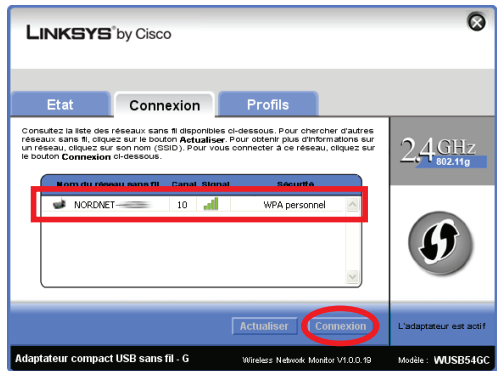 LINKSYS® by Cisco
Etat
Connexion
Profils
Consultez la liste des réseaux sans fil disponibles ci-dessous. Pour chercher d'autres
réseaux sans fil, cliquez sur le bouton Actualiser. Pour obtenir plus d'informations sur
un réseau, cliquez sur son nom (SSID). Pour vous connecter à ce réseau, cliquez sur
le bouton Connexion ci-dessous.
2,4 GHz
802.11g
Nom du réseau sans fil Canal Signal Sécurité
NORDNET 10 WPA personnel
Actualiser
Connexion
L'adaptateur est actif
Adaptateur compact USB sans fil - G
Wireless Network Monitor V1.0.0.19
Modèle : WUSB54GC